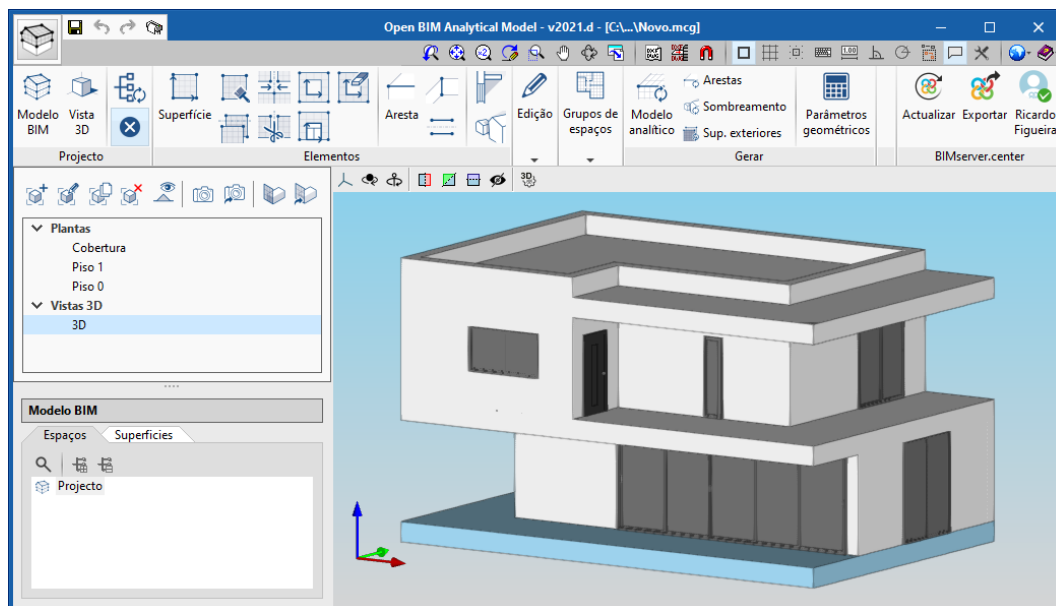 Open BIM Analytical Model - v2021.d - [C:\...\Novo.mcg]
Modelo BIM
Vista 3D
Superfície
Aresta
Edição
Grupos de espaços
Modelo analítico
Arestas
Sombreamento
Sup. exteriores
Parâmetros geométricos
Actualizar
Exportar
Ricardo Figueira
Projecto
Elementos
Gerar
BIMserver.center
3D
Plantas
Cobertura
Piso 1
Piso 0
Vistas 3D
3D
Modelo BIM
Espaços
Superfícies
Projecto